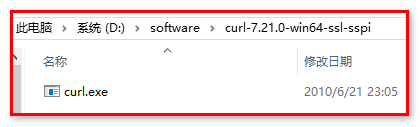 此电脑 › 系统 (D:) › software › curl-7.21.0-win64-ssl-sspi
名称 修改日期
curl.exe 2010/6/21 23:05